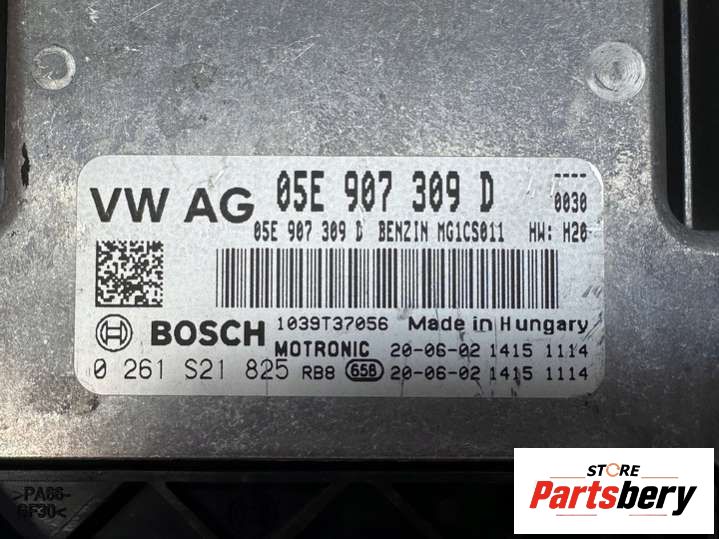 VW AG 05E 907 309 D
0030
05E 907 309 D BENZIN MG1CS011 HW: H20
BOSCH 1039T37056 Made in Hungary
MOTRONIC 20-06-02 1415 1114
0 261 S21 825 RB8 658 20-06-02 1415 1114
>PA66-
GF30<
STORE
Partsbery